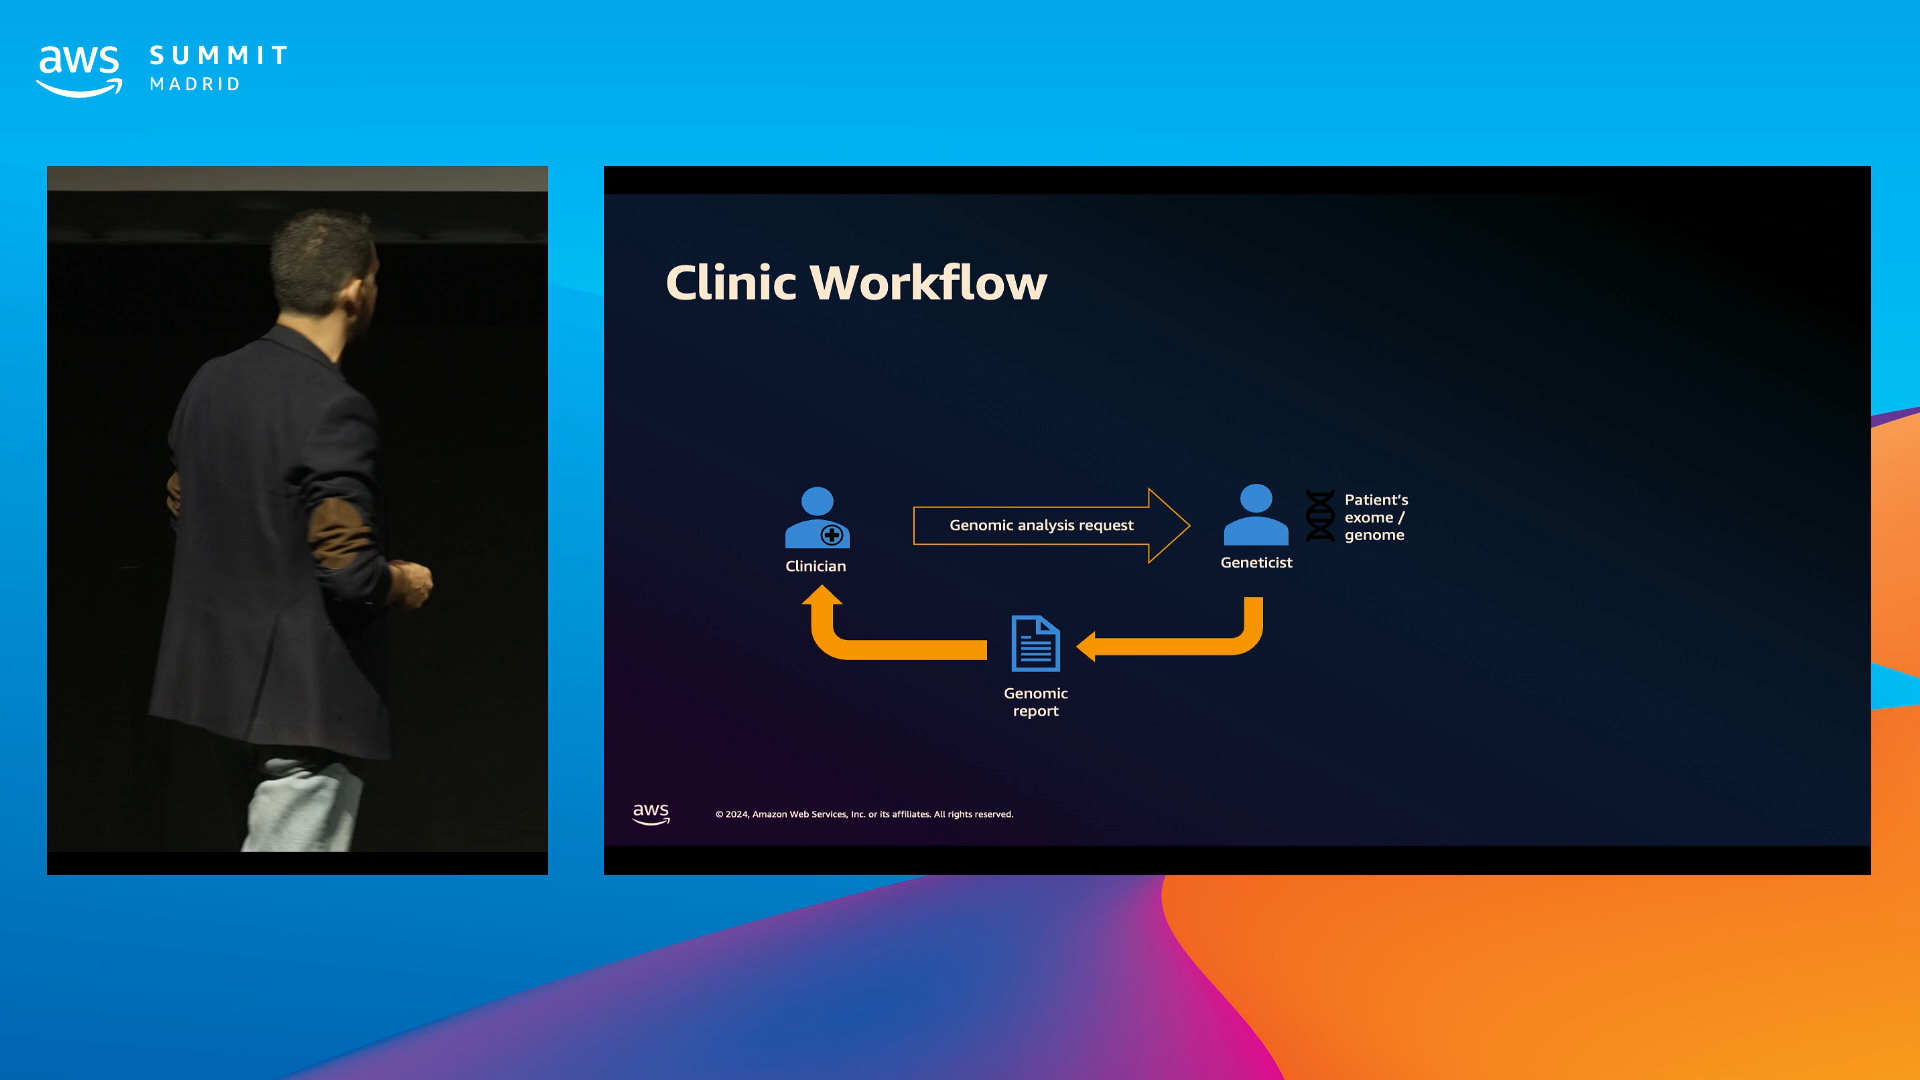 aws SUMMIT
MADRID
Clinic Workflow
Genomic analysis request
Patient's
exome /
genome
Clinician
Geneticist
Genomic
report
aws
© 2024, Amazon Web Services, Inc. or its affiliates. All rights reserved.